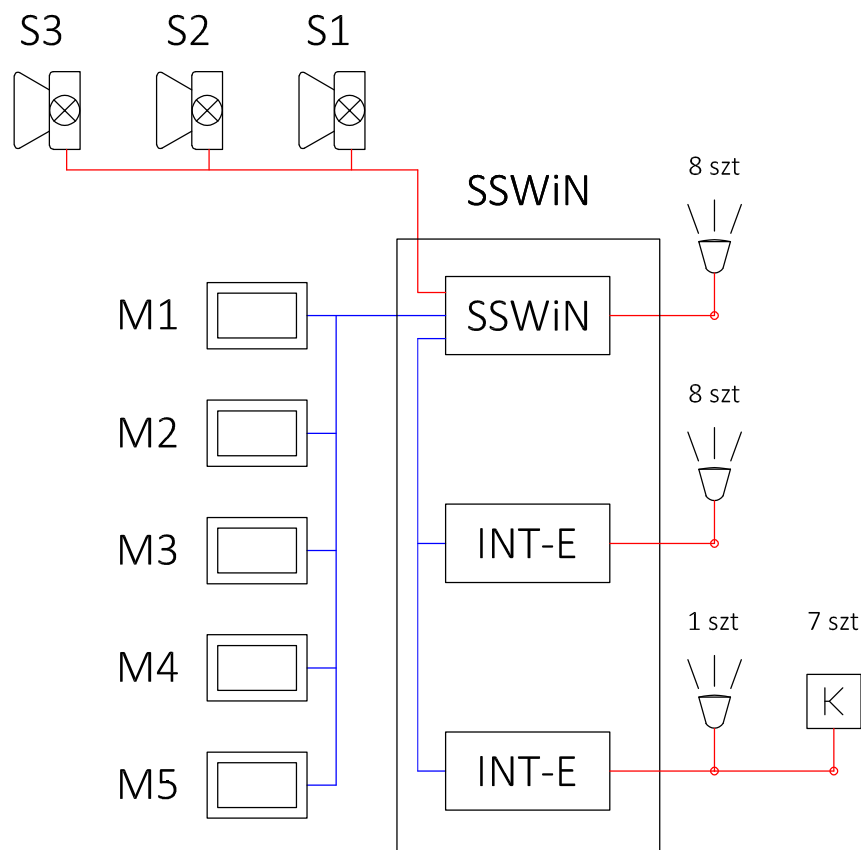 S3 S2 S1
8 szt
SSWiN
M1
SSWiN
8 szt
M2
M3
INT-E
1 szt 7 szt
M4
K
M5
INT-E